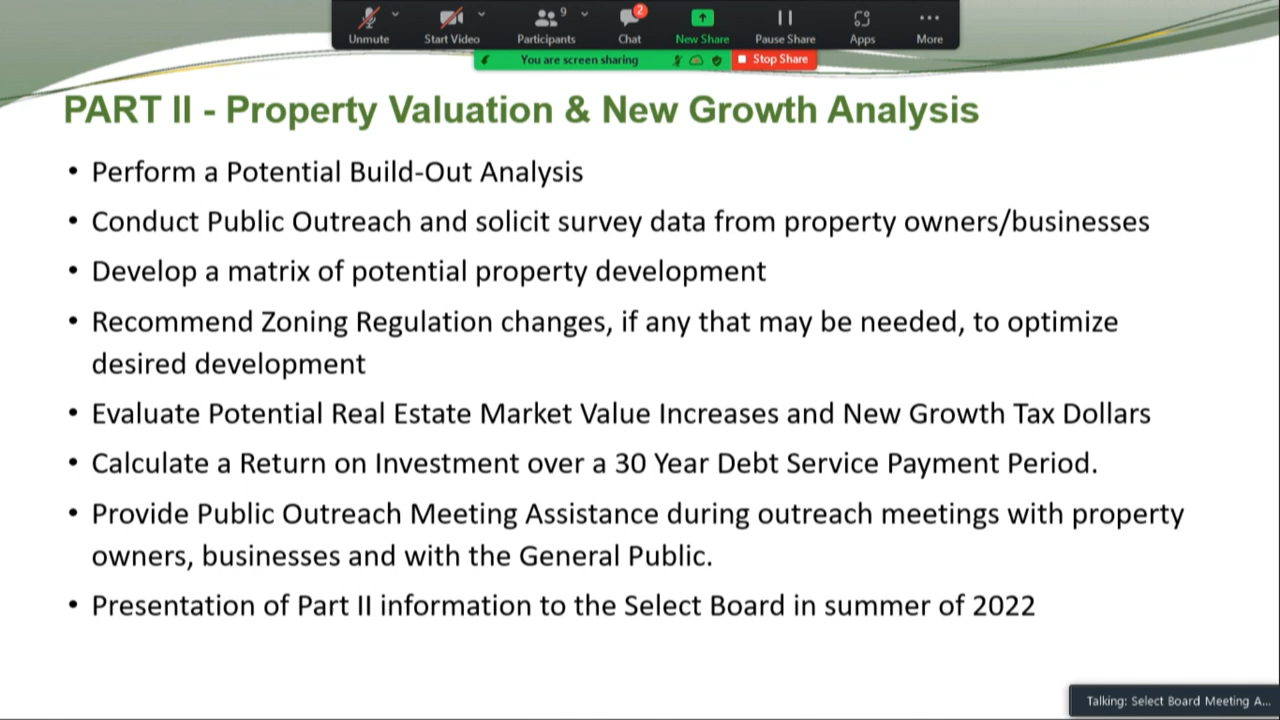 9
2
Unmute Start Video Participants Chat New Share Pause Share Apps More
You are screen sharing Stop Share
PART II - Property Valuation & New Growth Analysis
• Perform a Potential Build-Out Analysis
• Conduct Public Outreach and solicit survey data from property owners/businesses
• Develop a matrix of potential property development
• Recommend Zoning Regulation changes, if any that may be needed, to optimize
desired development
• Evaluate Potential Real Estate Market Value Increases and New Growth Tax Dollars
• Calculate a Return on Investment over a 30 Year Debt Service Payment Period.
• Provide Public Outreach Meeting Assistance during outreach meetings with property
owners, businesses and with the General Public.
• Presentation of Part II information to the Select Board in summer of 2022
Talking: Select Board Meeting A...